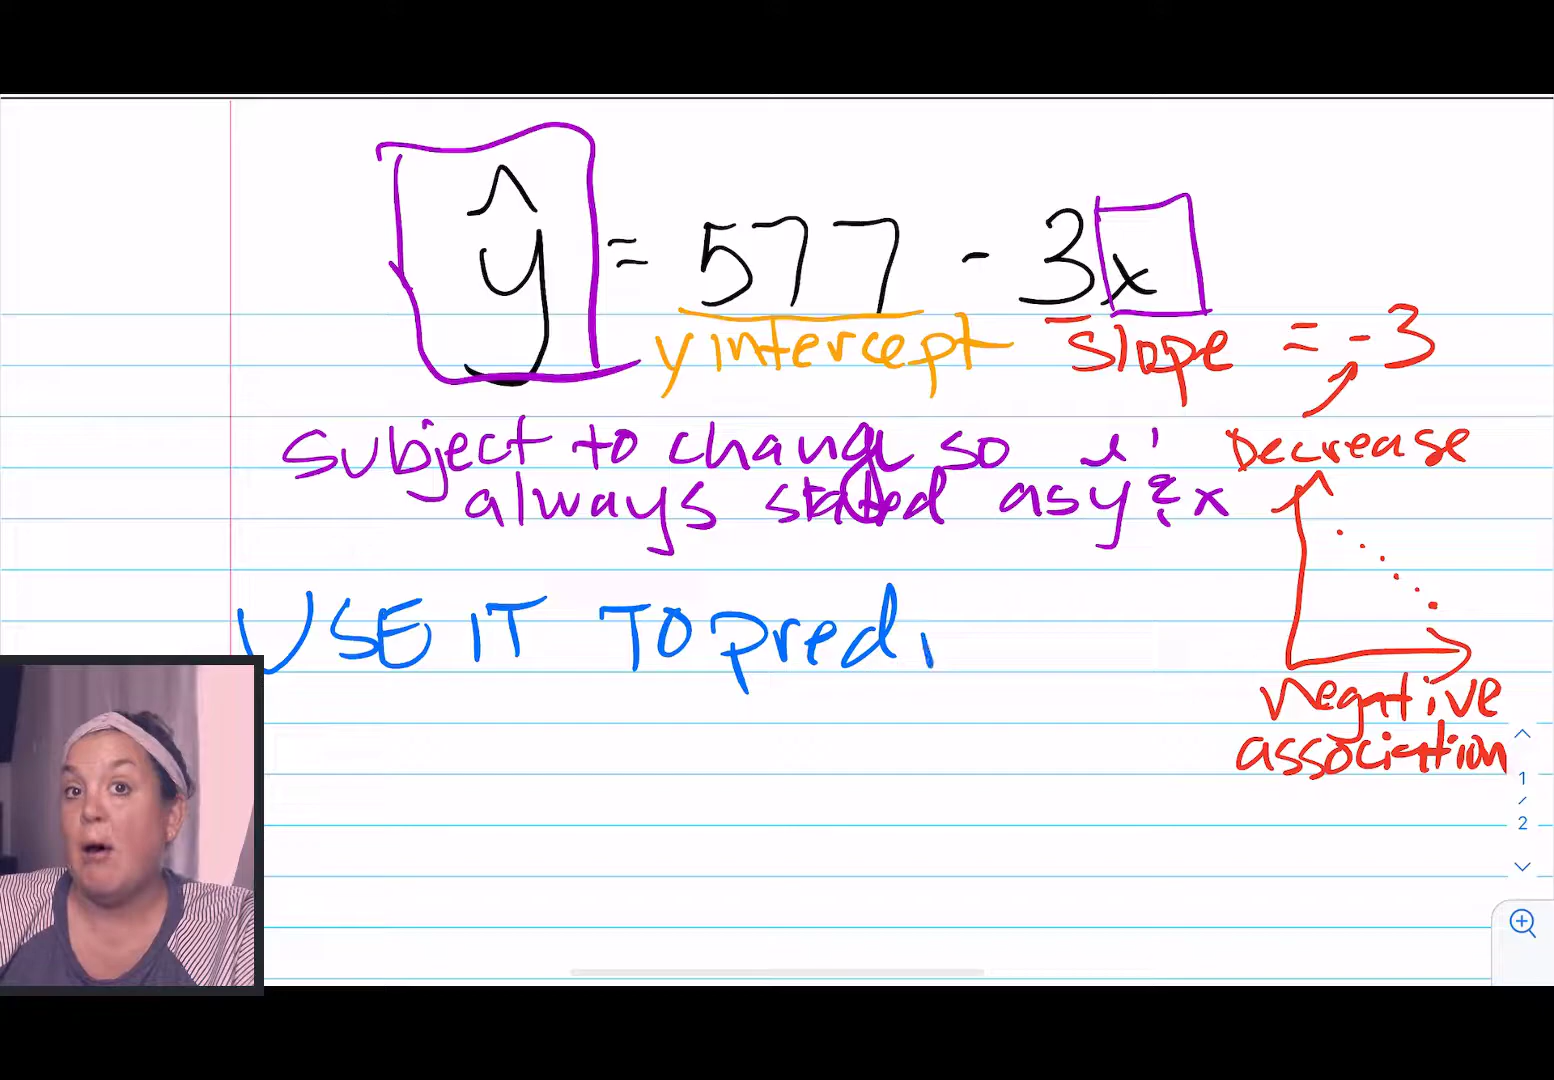 ŷ = 577 - 3x
y intercept
slope = -3
Decrease
subject to change so
always stated as y & x
USE IT TO predi
negative
association
1
/
2